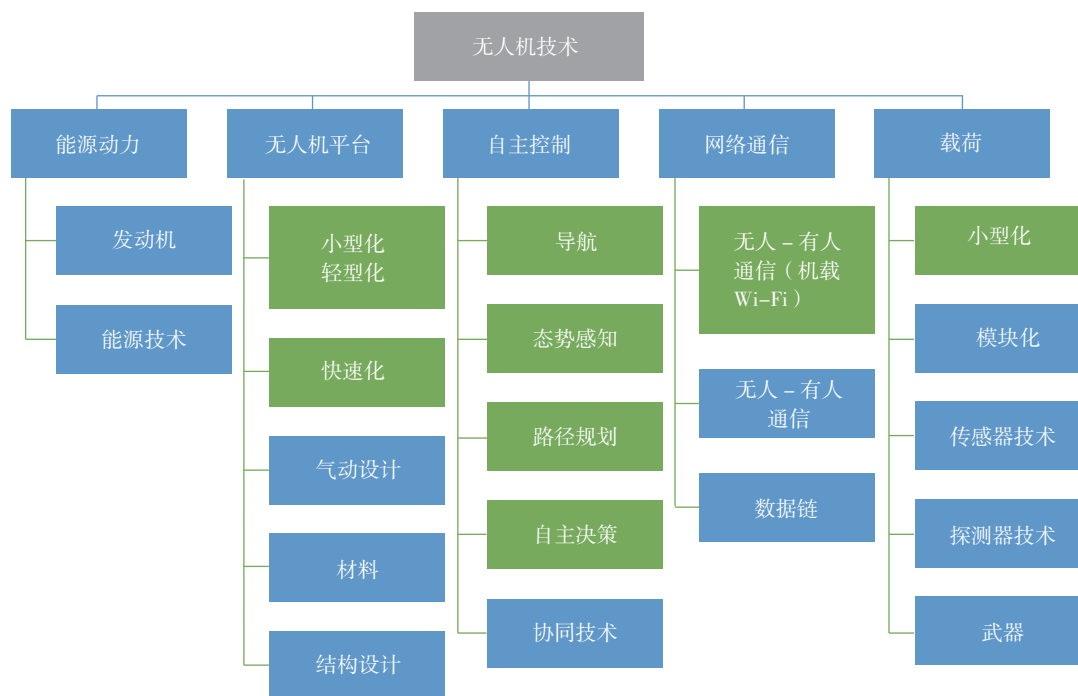 无人机技术
能源动力
发动机
能源技术
无人机平台
小型化
轻型化
快速化
气动设计
材料
结构设计
自主控制
导航
态势感知
路径规划
自主决策
协同技术
网络通信
无人－有人
通信（机载
Wi-Fi）
无人－有人
通信
数据链
载荷
小型化
模块化
传感器技术
探测器技术
武器